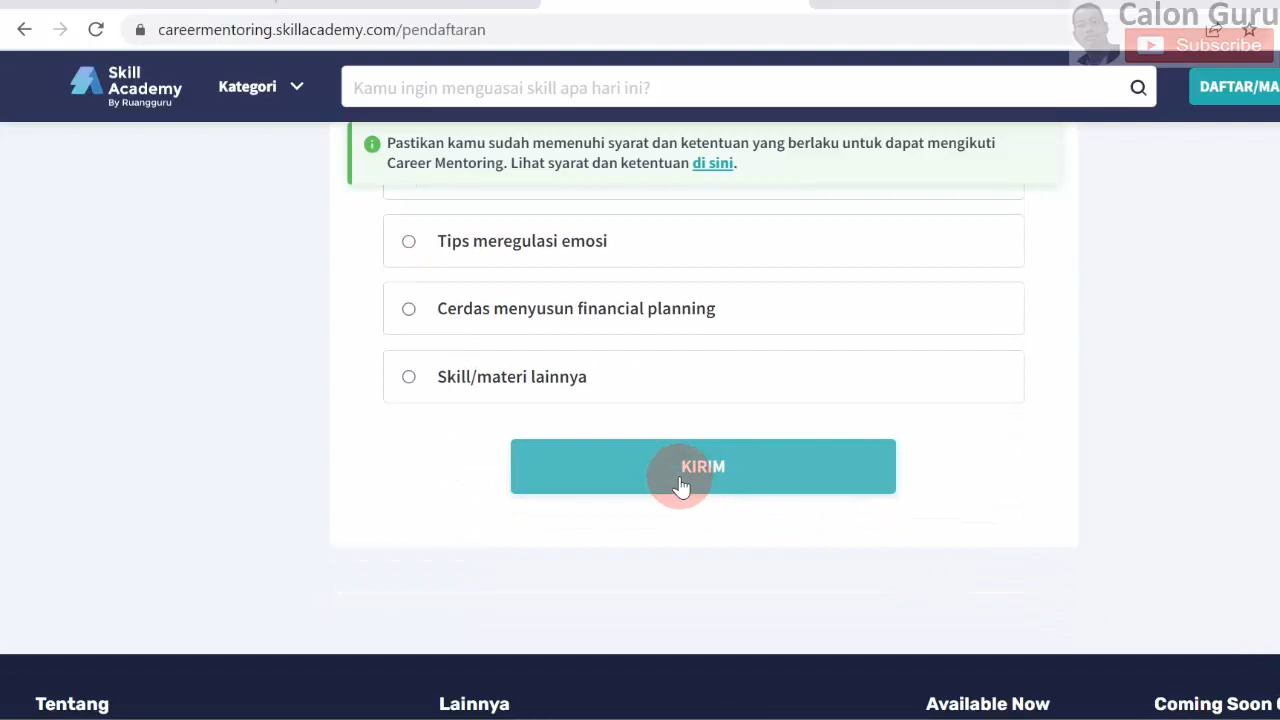 Calon Guru
careermentoring.skillacademy.com/pendaftaran
Subscribe
Skill
Academy
By Ruangguru
Kategori
Kamu ingin menguasai skill apa hari ini?
DAFTAR/MA
Pastikan kamu sudah memenuhi syarat dan ketentuan yang berlaku untuk dapat mengikuti
Career Mentoring. Lihat syarat dan ketentuan di sini.
Tips meregulasi emosi
Cerdas menyusun financial planning
Skill/materi lainnya
KIRIM
Tentang
Lainnya
Available Now
Coming Soon